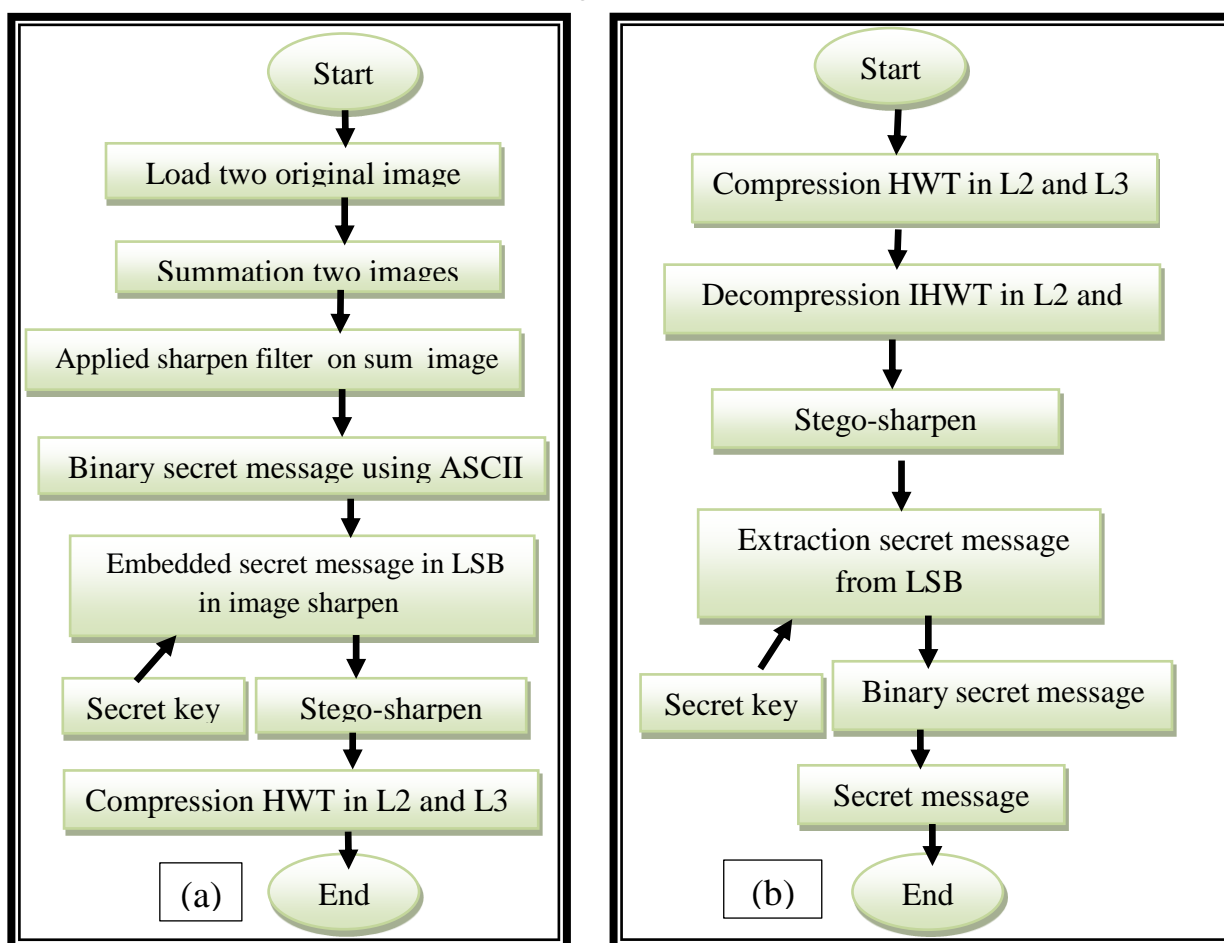 Start
Load two original image
Summation two images
Applied sharpen filter on sum image
Binary secret message using ASCII
Embedded secret message in LSB
in image sharpen
Secret key
Stego-sharpen
Compression HWT in L2 and L3
(a)
End
Start
Compression HWT in L2 and L3
Decompression IHWT in L2 and
Stego-sharpen
Extraction secret message
from LSB
Secret key
Binary secret message
Secret message
(b)
End